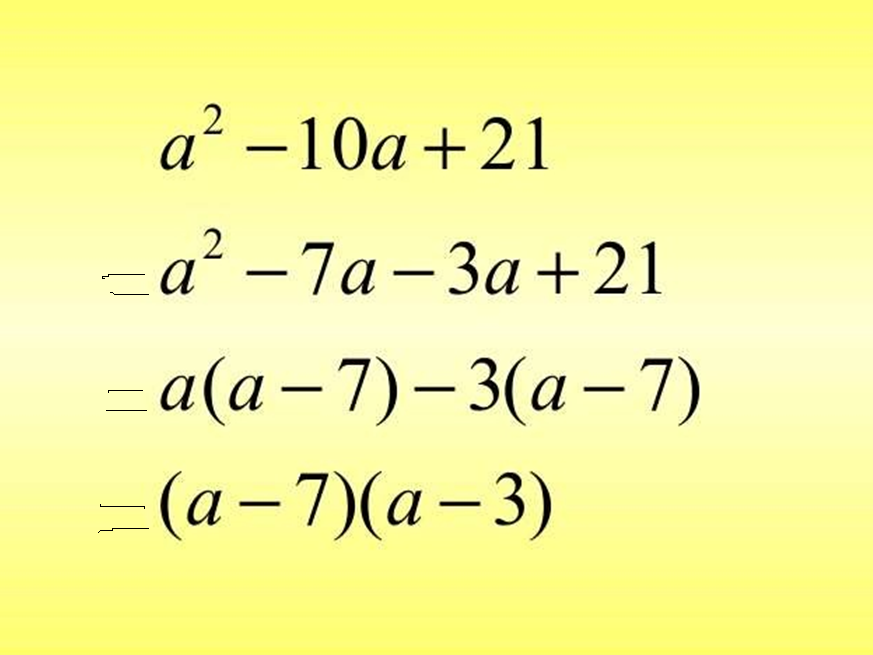 a² − 10a + 21
= a² − 7a − 3a + 21
= a(a − 7) − 3(a − 7)
= (a − 7)(a − 3)